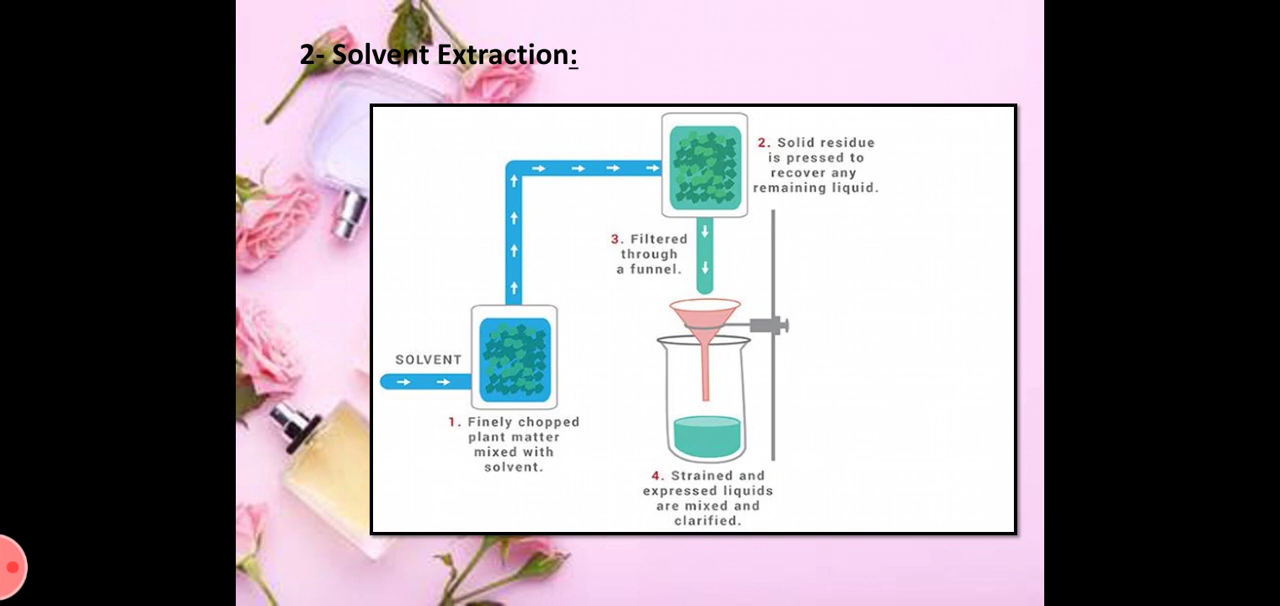 2- Solvent Extraction:
2. Solid residue
is pressed to
recover any
remaining liquid.
3. Filtered
through
a funnel.
SOLVENT
1. Finely chopped
plant matter
mixed with
solvent.
4. Strained and
expressed liquids
are mixed and
clarified.